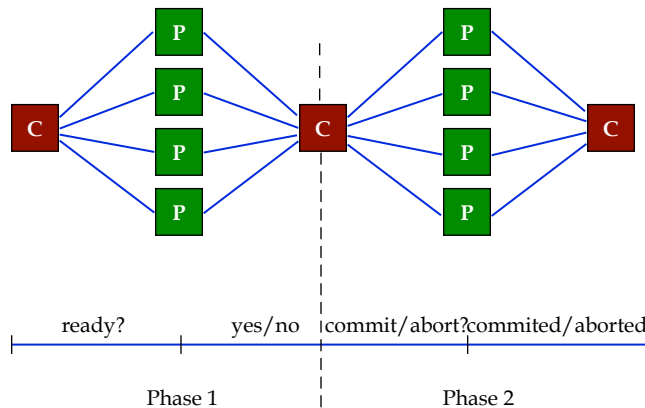 P
P
P
C
P
P
C
P
P
C
P
ready?
yes/no
commit/abort?
commited/aborted
Phase 1
Phase 2